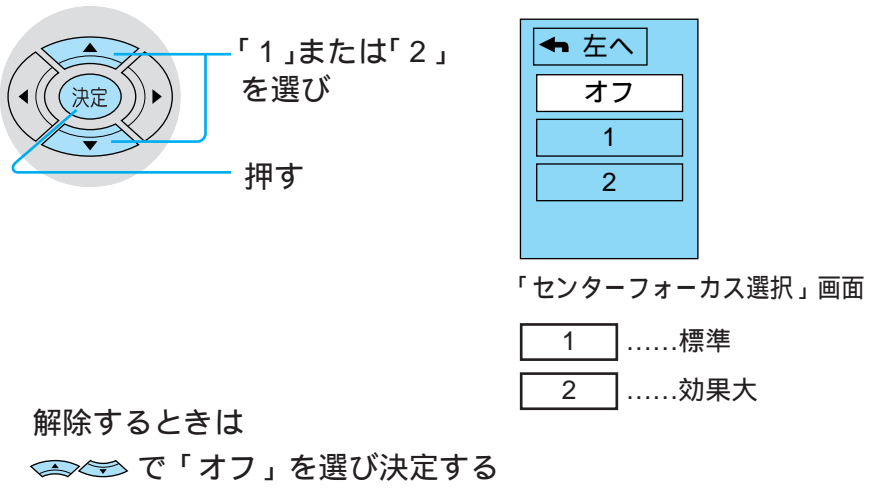 「1」または「2」
を選び
決定
押す
左へ
オフ
1
2
「センターフォーカス選択」画面
1 ……標準
2 ……効果大
解除するときは
で「オフ」を選び決定する